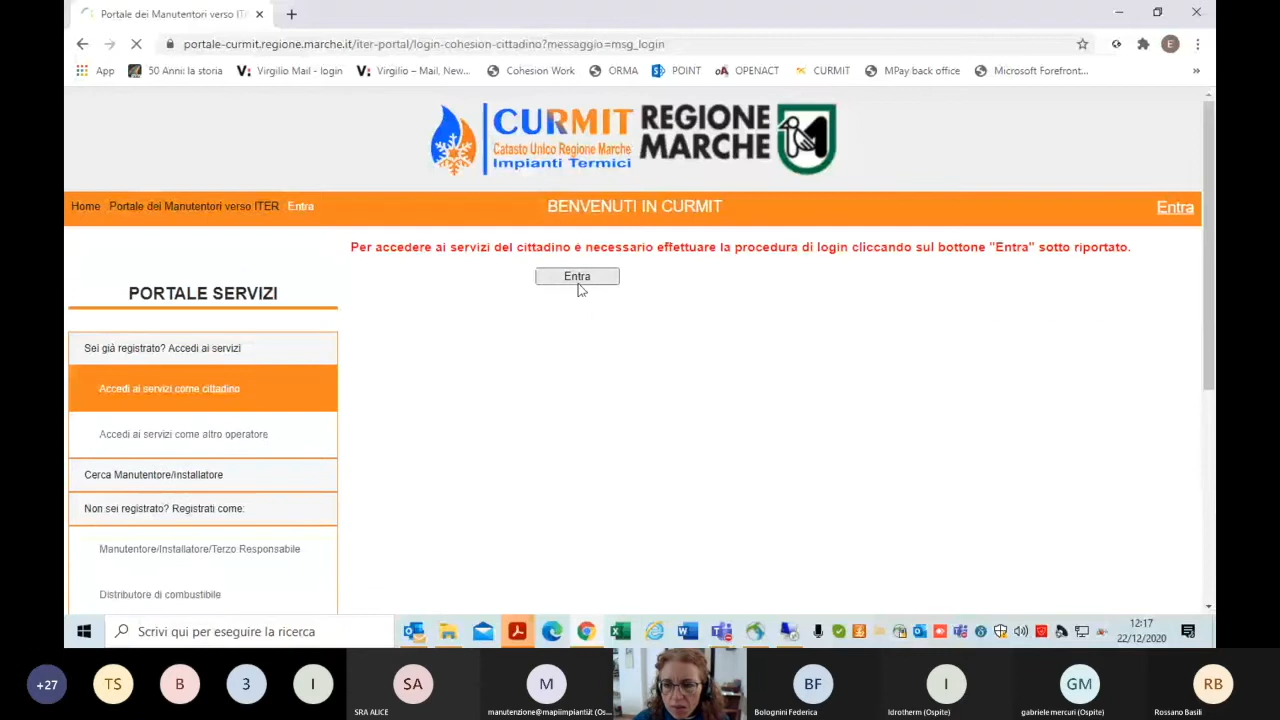 Portale dei Manutentori verso IT
portale-curmit.regione.marche.it/iter-portal/login-cohesion-cittadino?messaggio=msg_login
E
App
50 Anni: la storia
Virgilio Mail - login
Virgilio – Mail, New...
Cohesion Work
ORMA
POINT
OPENACT
CURMIT
MPay back office
Microsoft Forefront...
»
CURMIT
Catasto Unico Regione Marche
Impianti Termici
REGIONE
MARCHE
Home
Portale dei Manutentori verso ITER
Entra
BENVENUTI IN CURMIT
Entra
Per accedere ai servizi del cittadino è necessario effettuare la procedura di login cliccando sul bottone "Entra" sotto riportato.
Entra
PORTALE SERVIZI
Sei già registrato? Accedi ai servizi
Accedi ai servizi come cittadino
Accedi ai servizi come altro operatore
Cerca Manutentore/Installatore
Non sei registrato? Registrati come:
Manutentore/Installatore/Terzo Responsabile
Distributore di combustibile
Scrivi qui per eseguire la ricerca
12:17
22/12/2020
+27
TS
B
3
I
SA
M
BF
I
GM
RB
SRA ALICE
manutenzione@mapiimpianti.it (Os...
Bolognini Federica
Idrotherm (Ospite)
gabriele mercuri (Ospite)
Rossano Basili